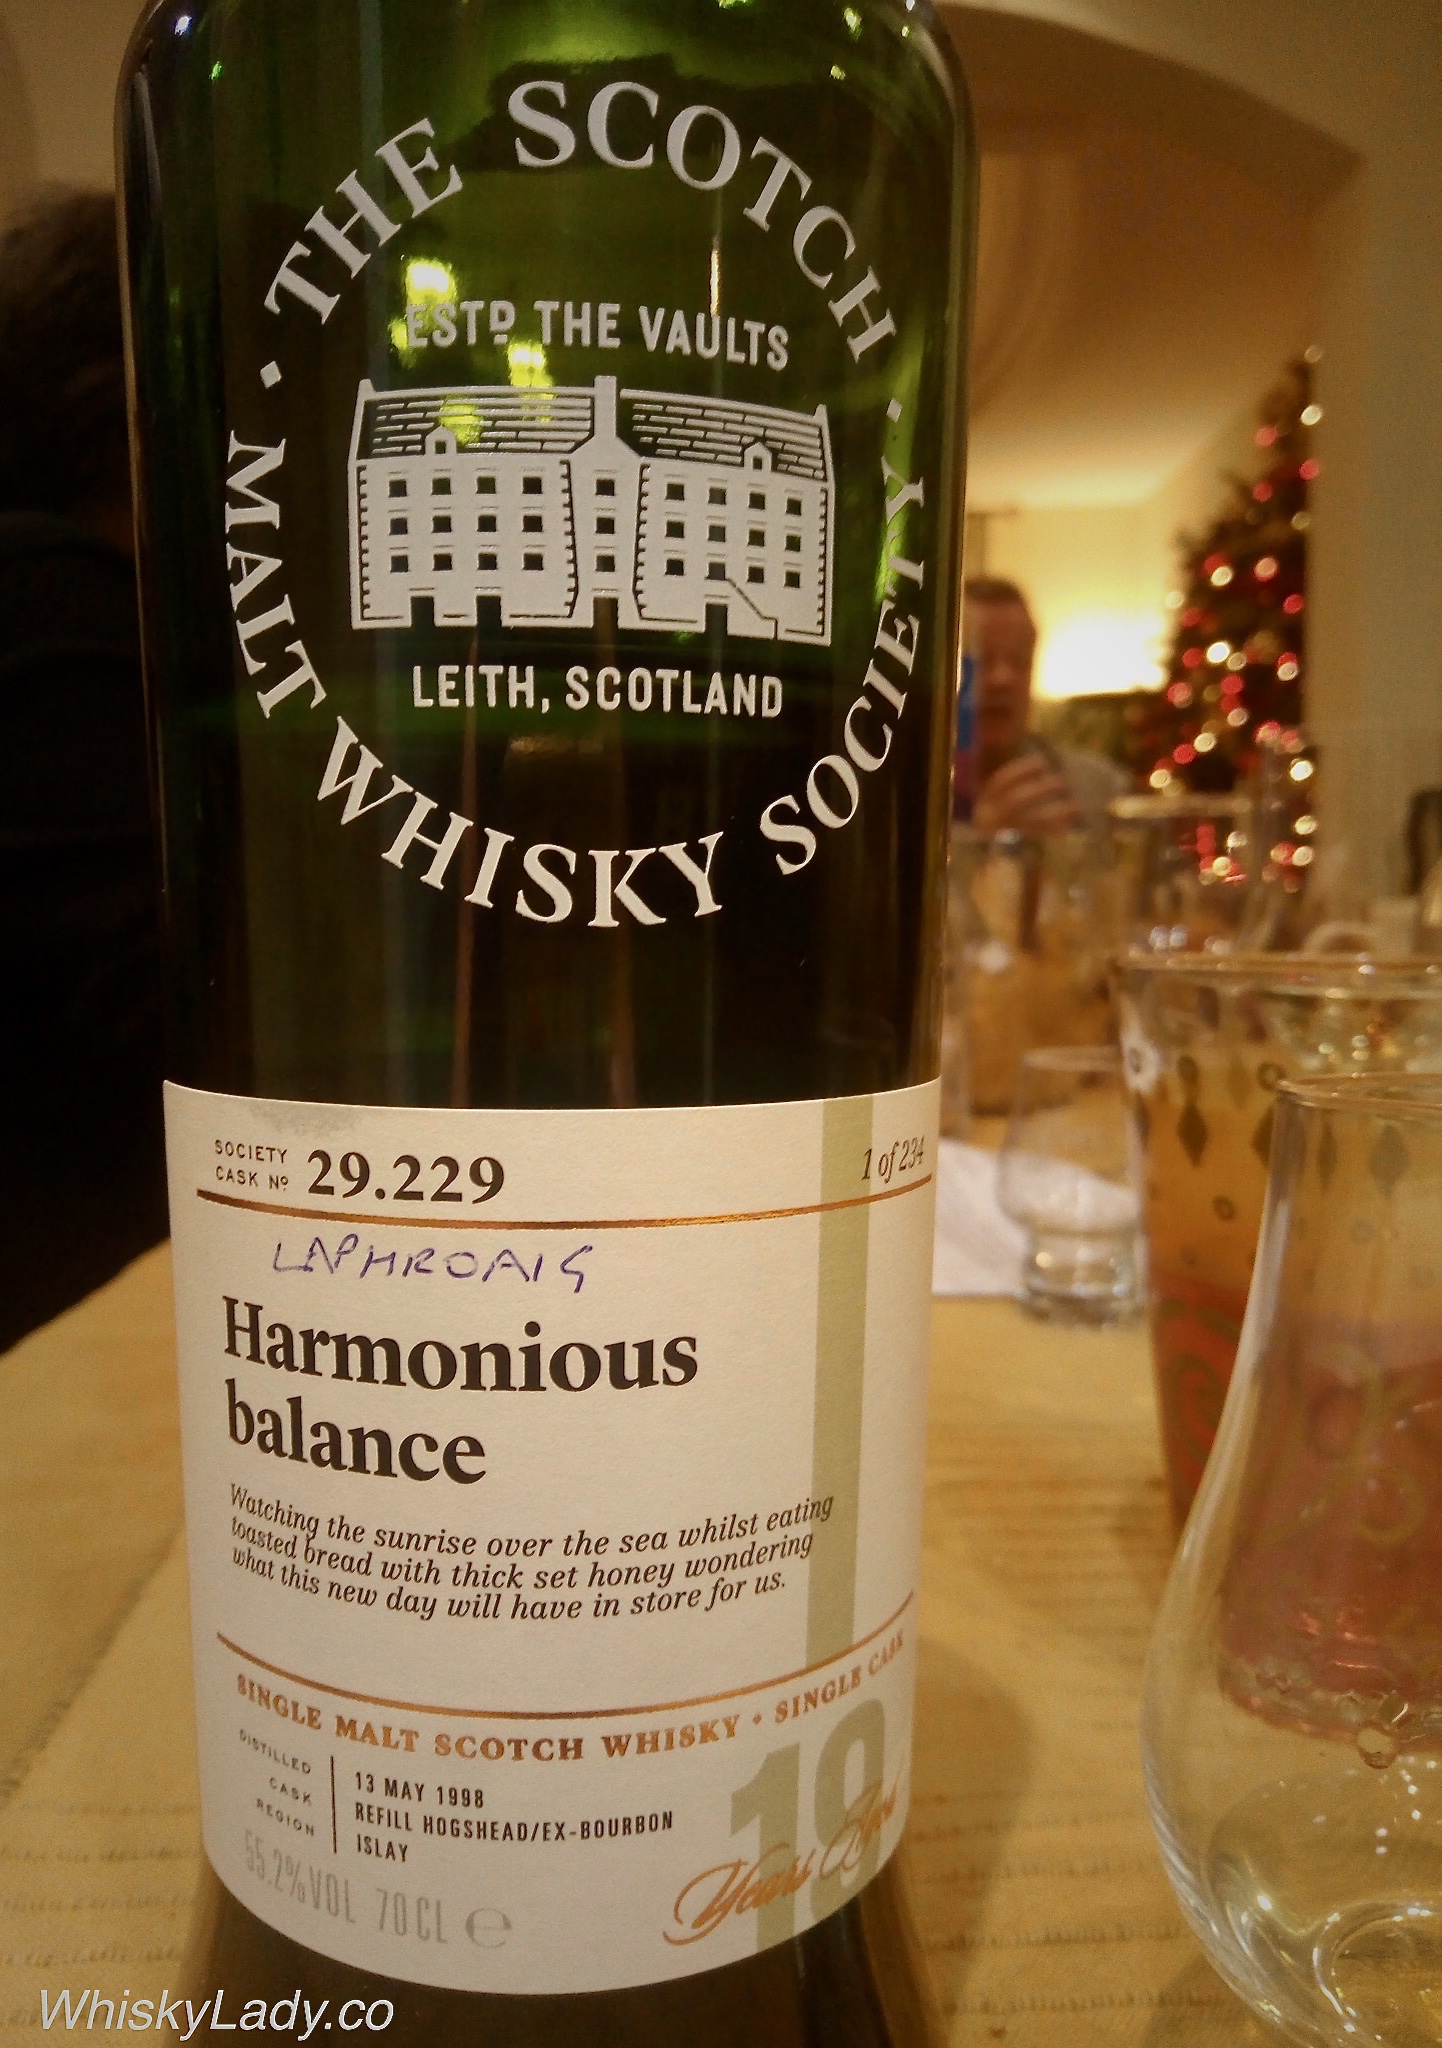 THE SCOTCH
MALT WHISKY SOCIETY
ESTD THE VAULTS
LEITH, SCOTLAND
SOCIETY
CASK Nº 29.229
1 of 234
LAPHROAIG
Harmonious
balance
Watching the sunrise over the sea whilst eating
toasted bread with thick set honey wondering
what this new day will have in store for us.
SINGLE MALT SCOTCH WHISKY • SINGLE CASK
DISTILLED 13 MAY 1998
CASK REFILL HOGSHEAD/EX-BOURBON
REGION ISLAY
55.2%VOL 70CL e
19
Years Old
WhiskyLady.co